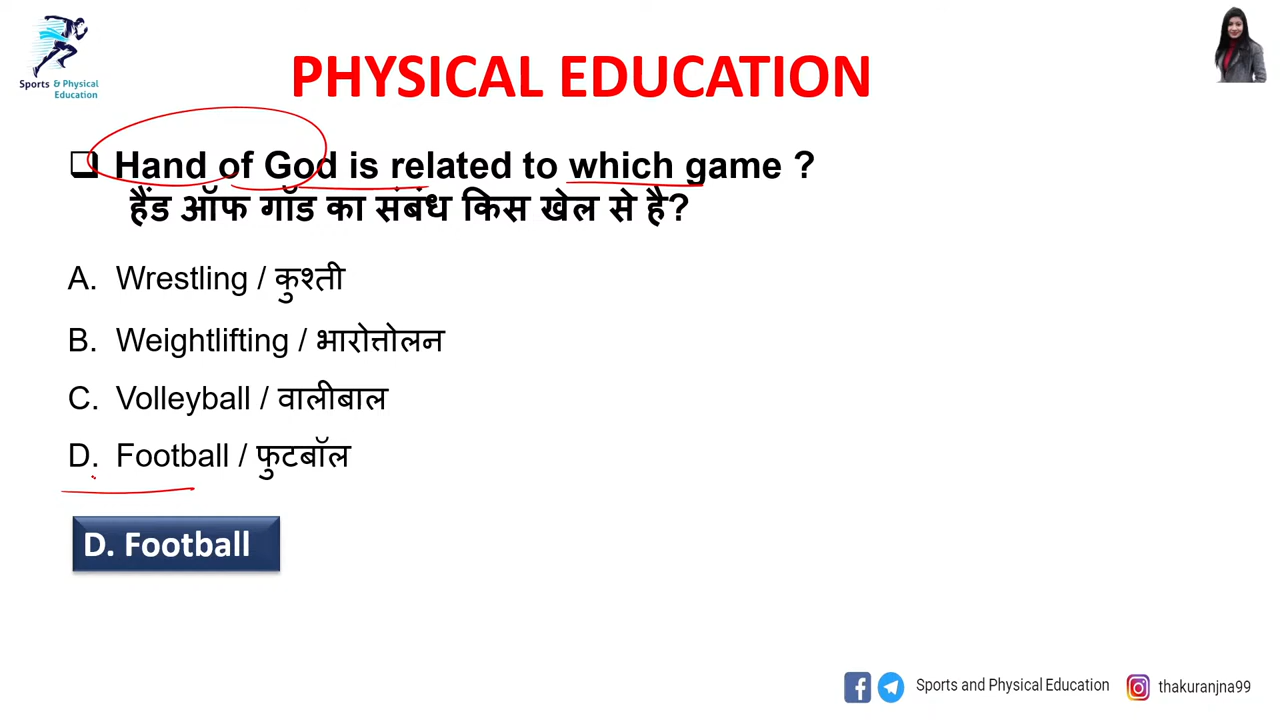 Sports & Physical
Education
PHYSICAL EDUCATION
Hand of God is related to which game ?
हैंड ऑफ गॉड का संबंध किस खेल से है?
A. Wrestling / कुश्ती
B. Weightlifting / भारोत्तोलन
C. Volleyball / वालीबाल
D. Football / फुटबॉल
D. Football
Sports and Physical Education thakuranjna99